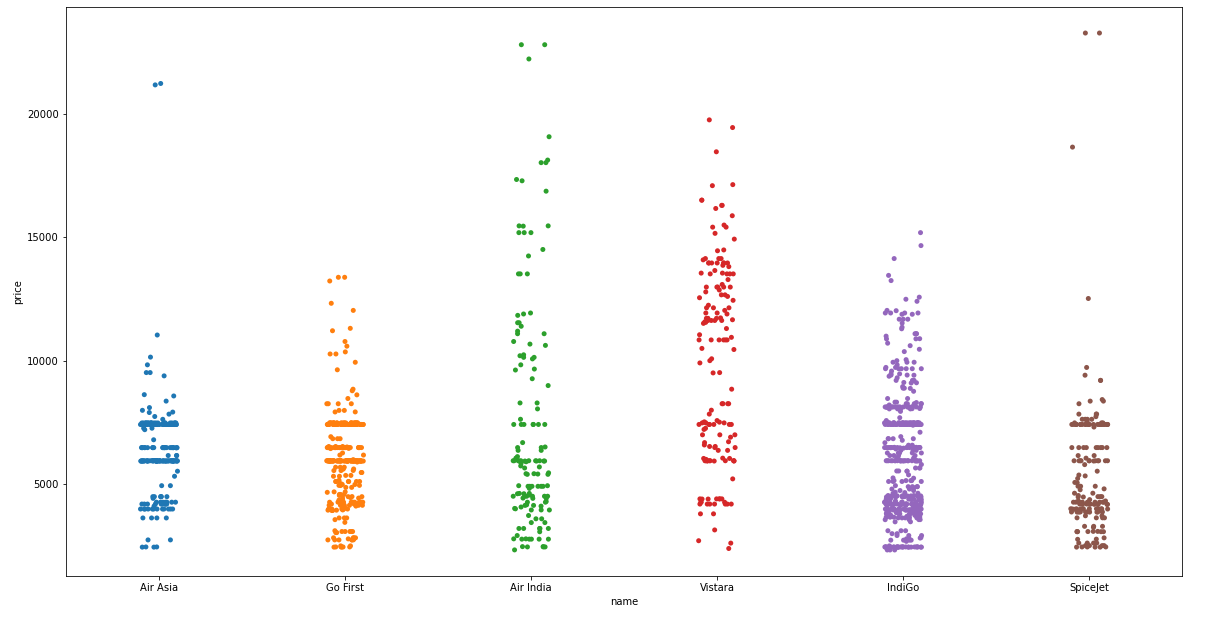 price
20000
15000
10000
5000
Air Asia
Go First
Air India
Vistara
IndiGo
SpiceJet
name